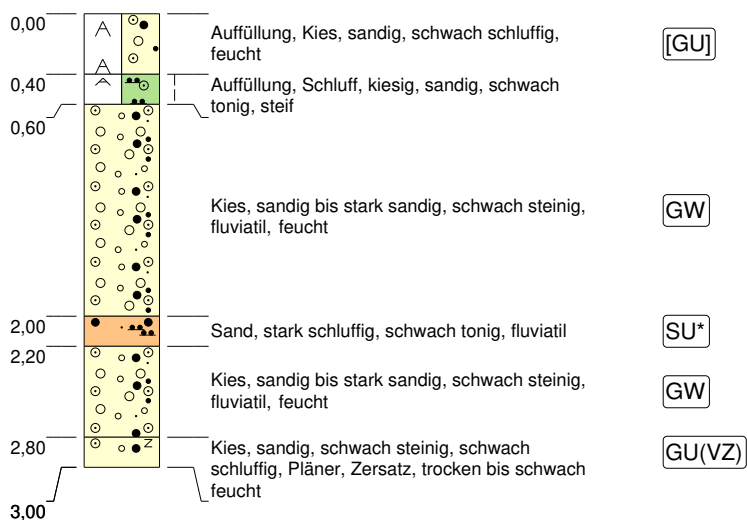 0,00
Auffüllung, Kies, sandig, schwach schluffig,
feucht
[GU]
0,40
Auffüllung, Schluff, kiesig, sandig, schwach
tonig, steif
0,60
Kies, sandig bis stark sandig, schwach steinig,
fluviatil, feucht
GW
2,00
Sand, stark schluffig, schwach tonig, fluviatil
SU*
2,20
Kies, sandig bis stark sandig, schwach steinig,
fluviatil, feucht
GW
2,80
Kies, sandig, schwach steinig, schwach
schluffig, Pläner, Zersatz, trocken bis schwach
feucht
GU(VZ)
3,00